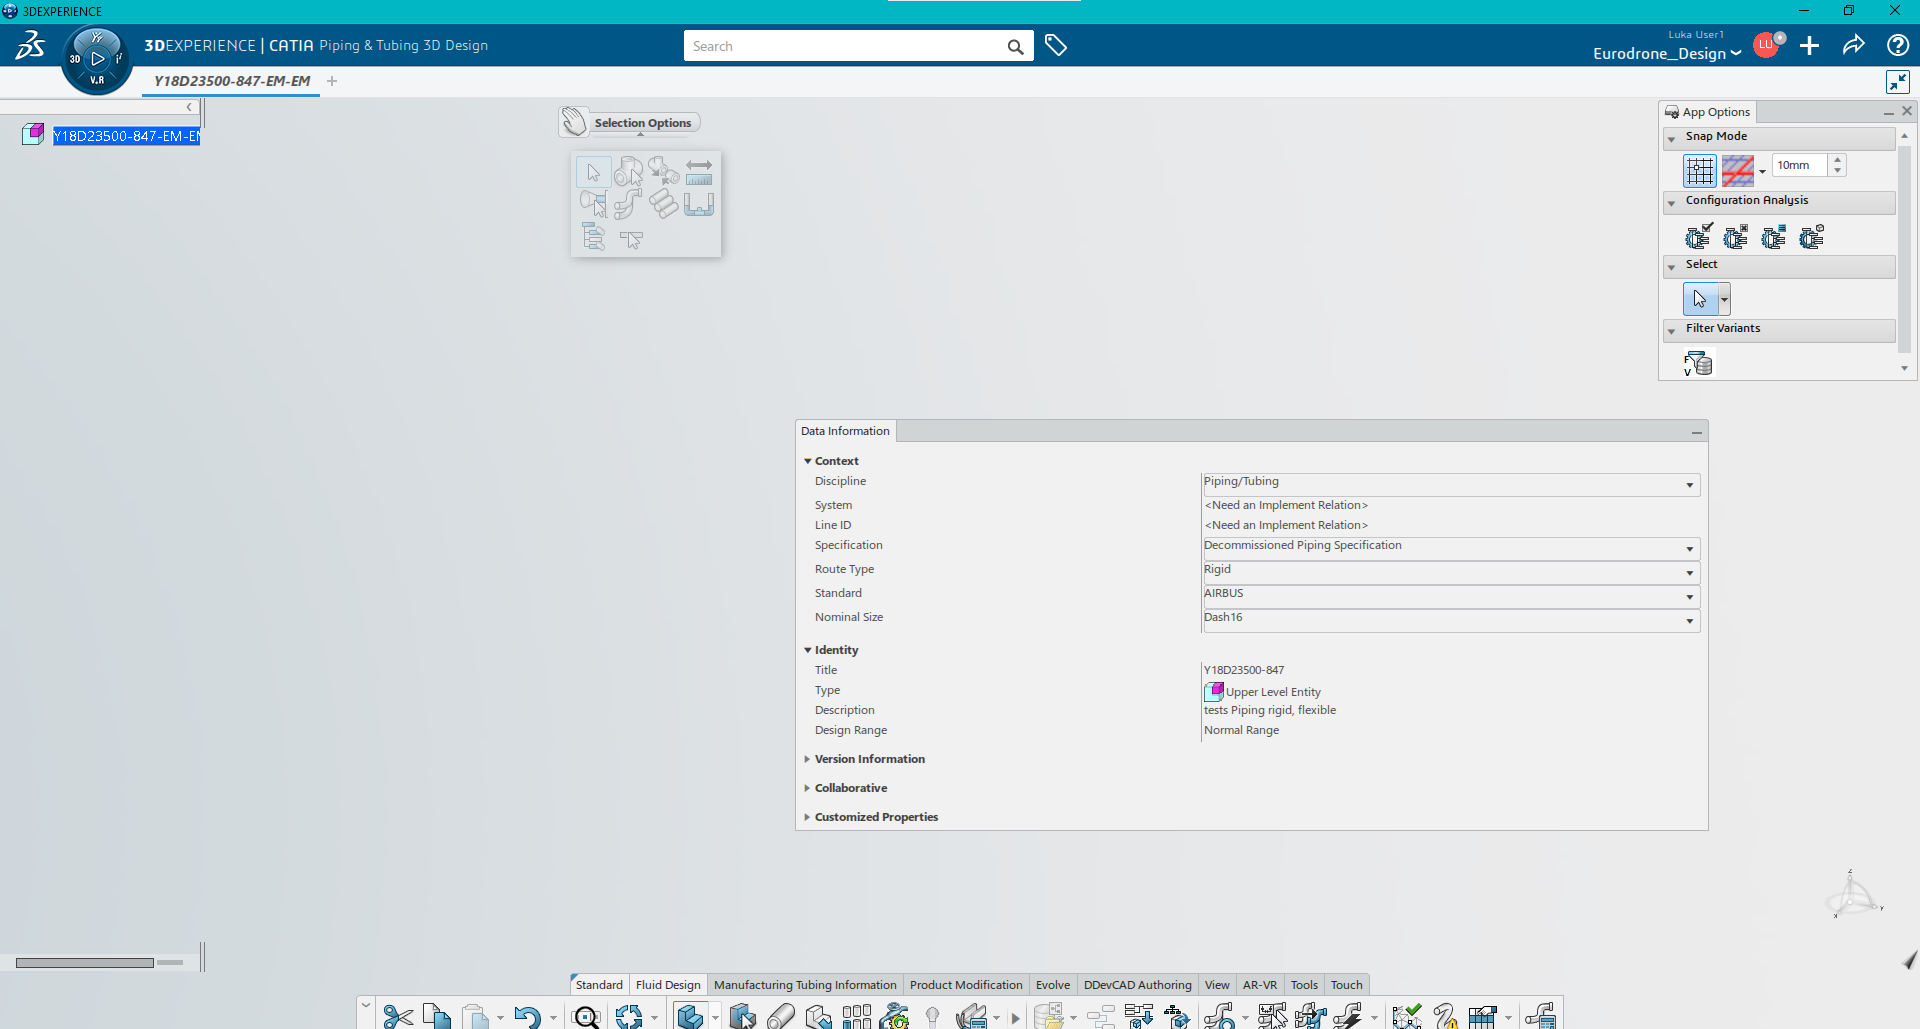 3DEXPERIENCE
3DEXPERIENCE | CATIA Piping & Tubing 3D Design
3D
V.R
Search
Luka User1
Eurodrone_Design
LU
Y18D23500-847-EM-EM
+
Y18D23500-847-EM-EM
Selection Options
App Options
Snap Mode
10mm
Configuration Analysis
Select
Filter Variants
F
V
Data Information
Context
Discipline Piping/Tubing
System <Need an Implement Relation>
Line ID <Need an Implement Relation>
Specification Decommissioned Piping Specification
Route Type Rigid
Standard AIRBUS
Nominal Size Dash16
Identity
Title Y18D23500-847
Type Upper Level Entity
Description tests Piping rigid, flexible
Design Range Normal Range
Version Information
Collaborative
Customized Properties
z
y
x
Standard Fluid Design Manufacturing Tubing Information Product Modification Evolve DDevCAD Authoring View AR-VR Tools Touch